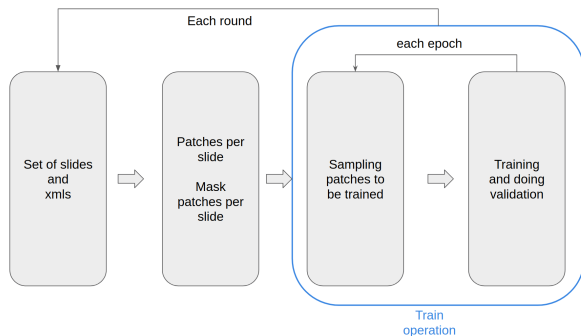 Each round
each epoch
Set of slides
and
xmls
Patches per
slide
Mask
patches per
slide
Sampling
patches to
be trained
Training
and doing
validation
Train
operation